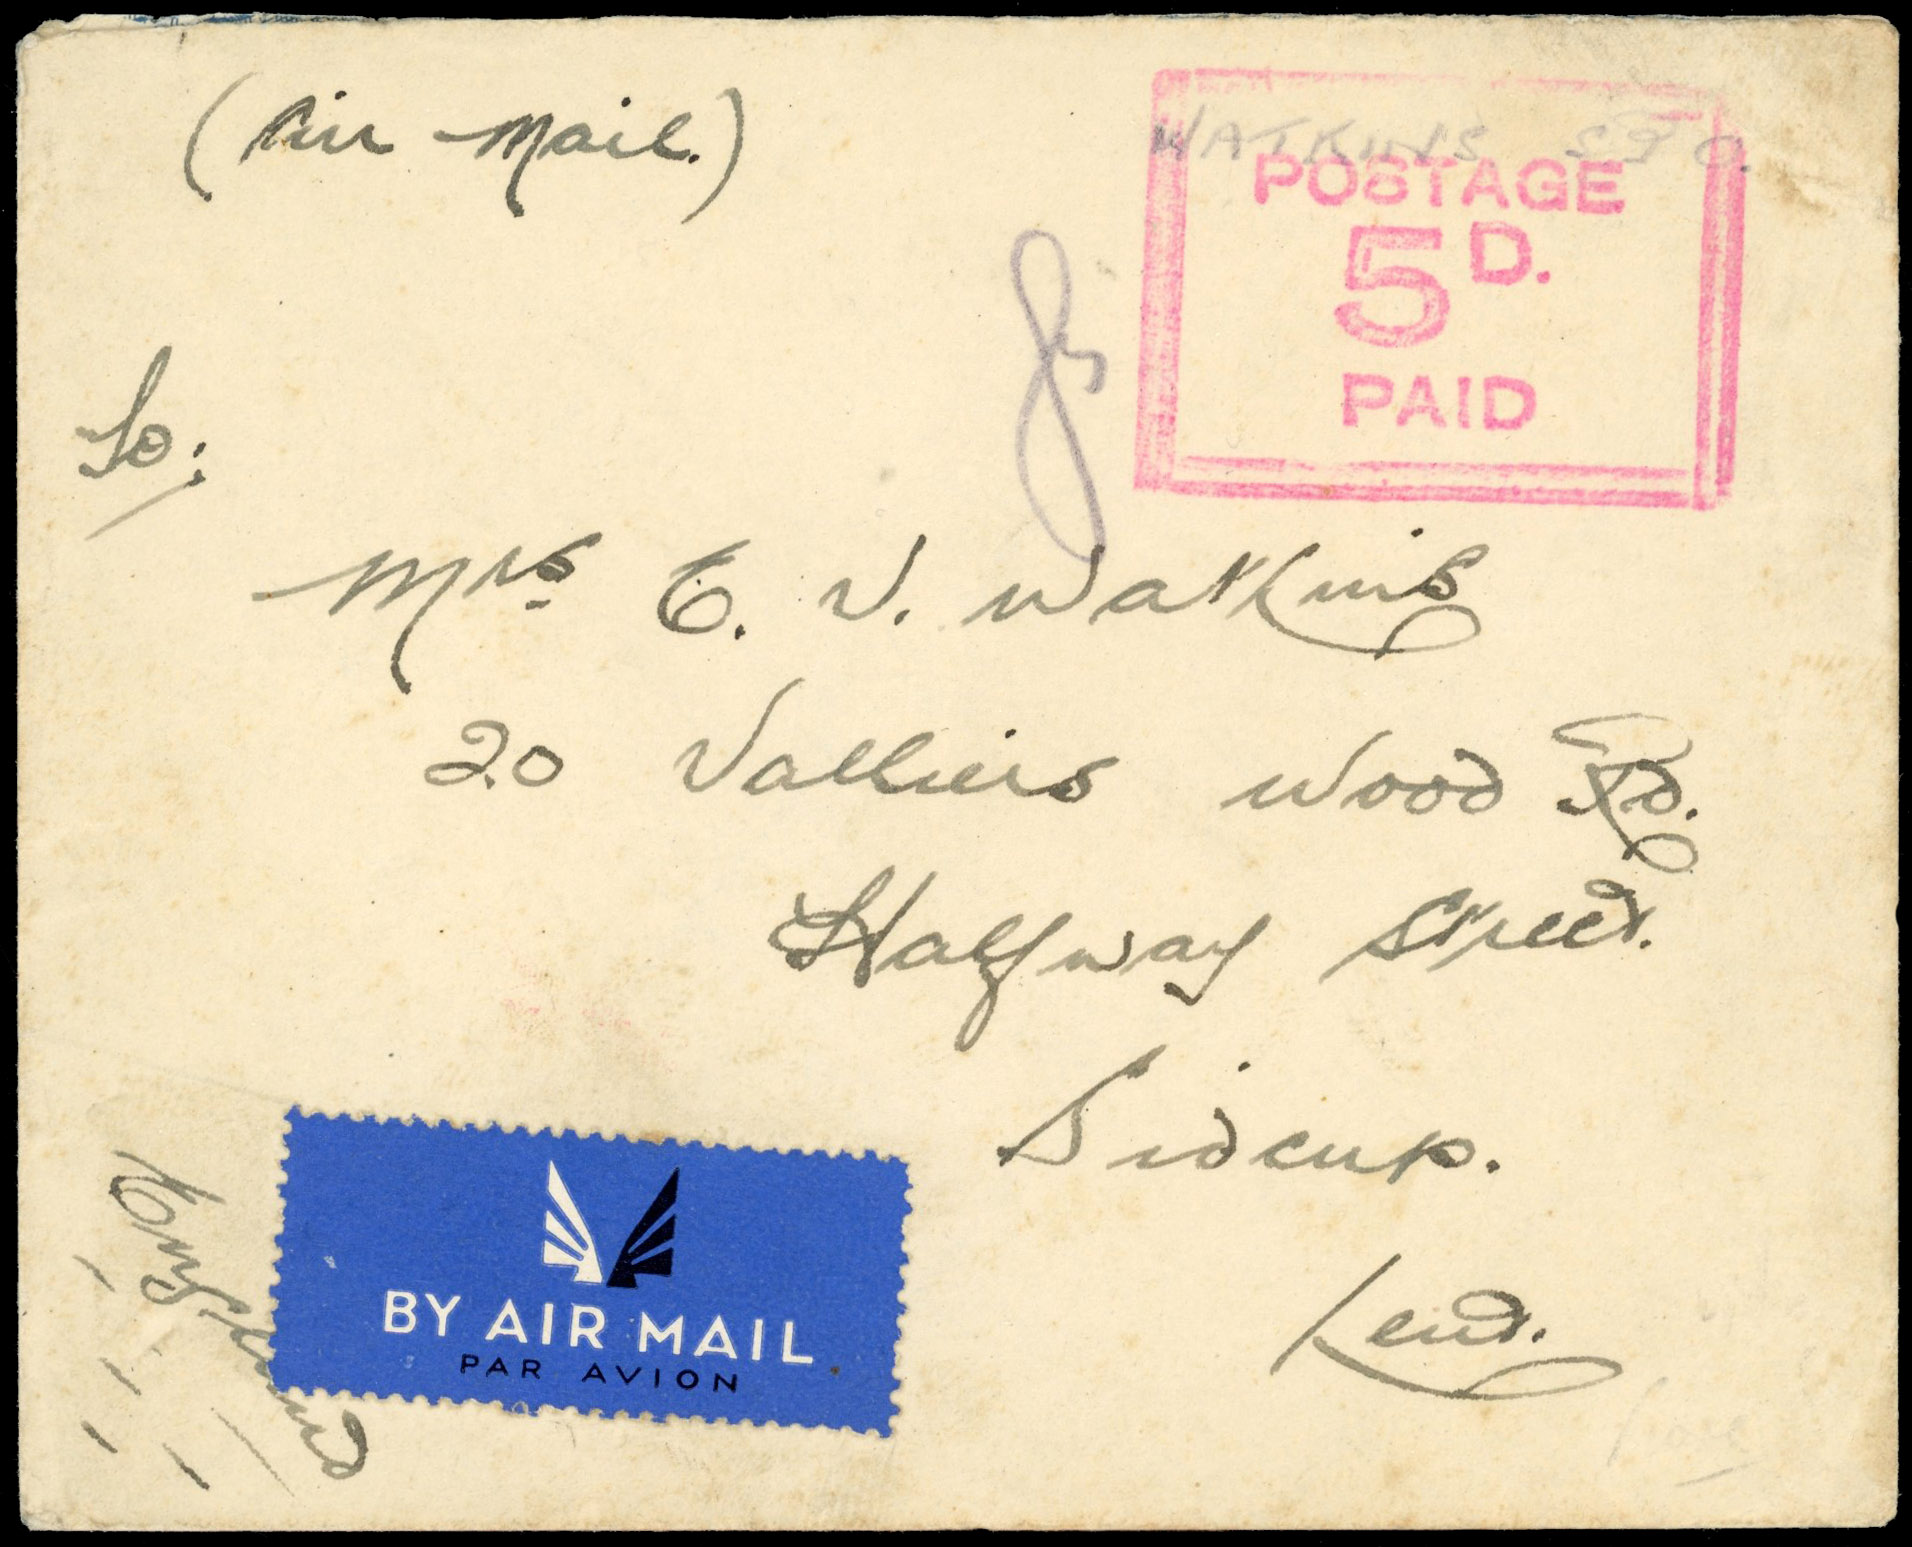 (Air Mail.)
WATKINS S.P.O.
POSTAGE
5D.
PAID
To;
Mrs. E. V. Watkins
20 Valliers Wood Rd.
Halfway Street.
Sidcup.
Kent.
England
BY AIR MAIL
PAR AVION